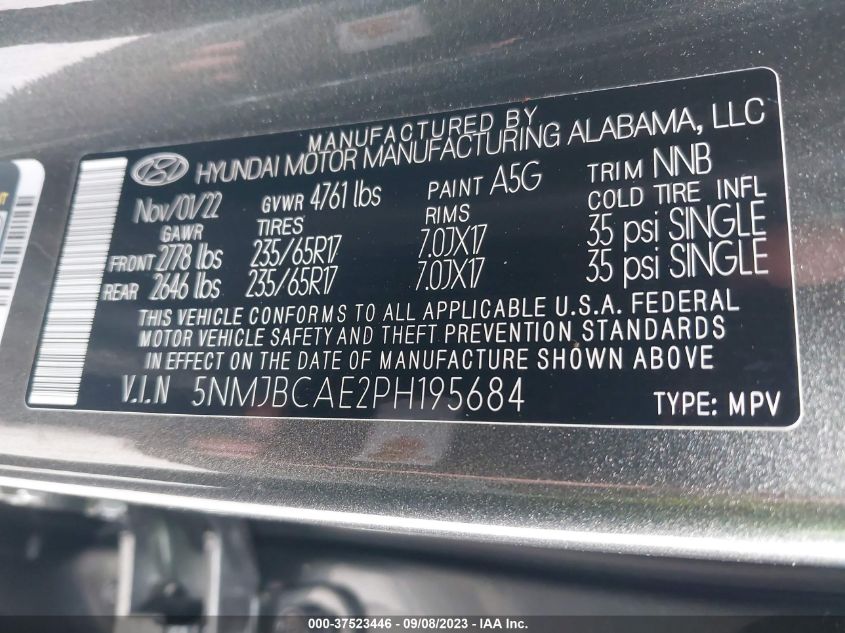 MANUFACTURED BY
HYUNDAI MOTOR MANUFACTURING ALABAMA, LLC
Nov/01/22 GVWR 4761 lbs PAINT A5G TRIM NNB
GAWR TIRES RIMS COLD TIRE INFL
FRONT 2778 lbs 235/65R17 7.0JX17 35 psi SINGLE
REAR 2646 lbs 235/65R17 7.0JX17 35 psi SINGLE
THIS VEHICLE CONFORMS TO ALL APPLICABLE U.S.A. FEDERAL
MOTOR VEHICLE SAFETY AND THEFT PREVENTION STANDARDS
IN EFFECT ON THE DATE OF MANUFACTURE SHOWN ABOVE
V.I.N 5NMJBCAE2PH195684 TYPE: MPV
000-37523446 - 09/08/2023 - IAA Inc.